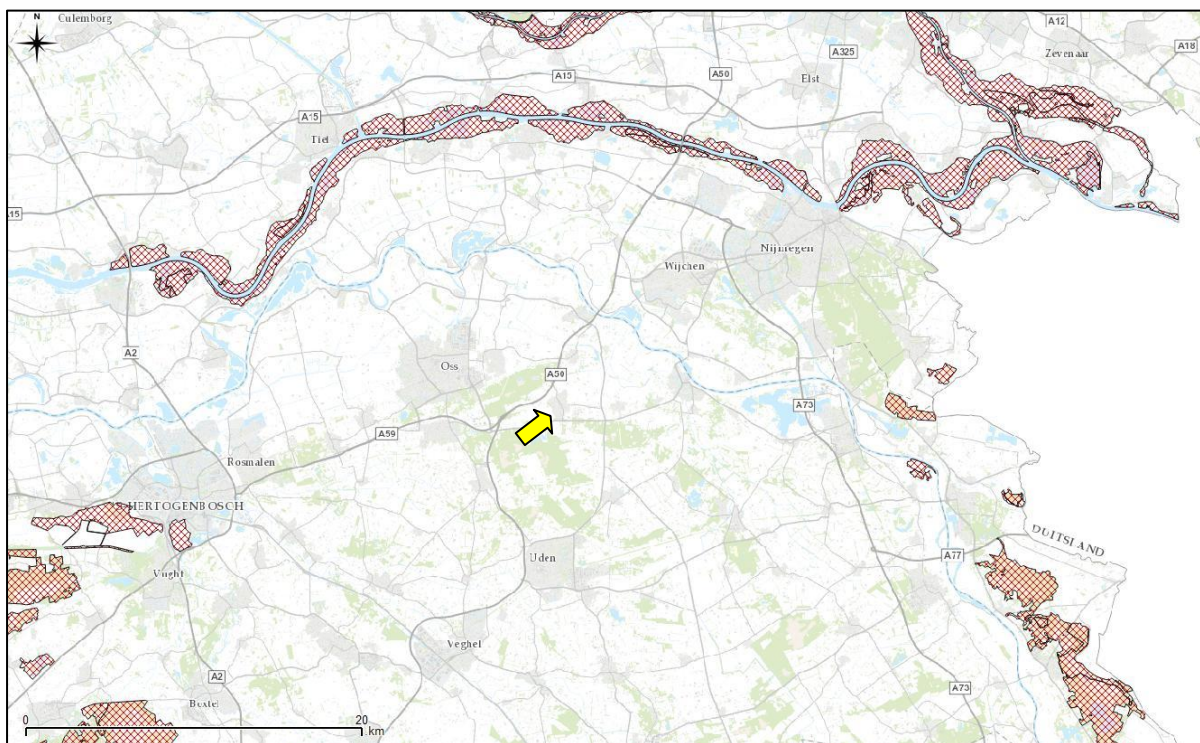 N
Culemborg
A12
A18
Zevenaar
A325
A15
A50
Elst
A15
Tiel
A15
Nijmegen
Wijchen
A2
Oss
A50
A73
A59
Rosmalen
'S-HERTOGENBOSCH
DUITSLAND
Uden
A77
Vught
Veghel
A2
A73
Boxtel
0
20
km